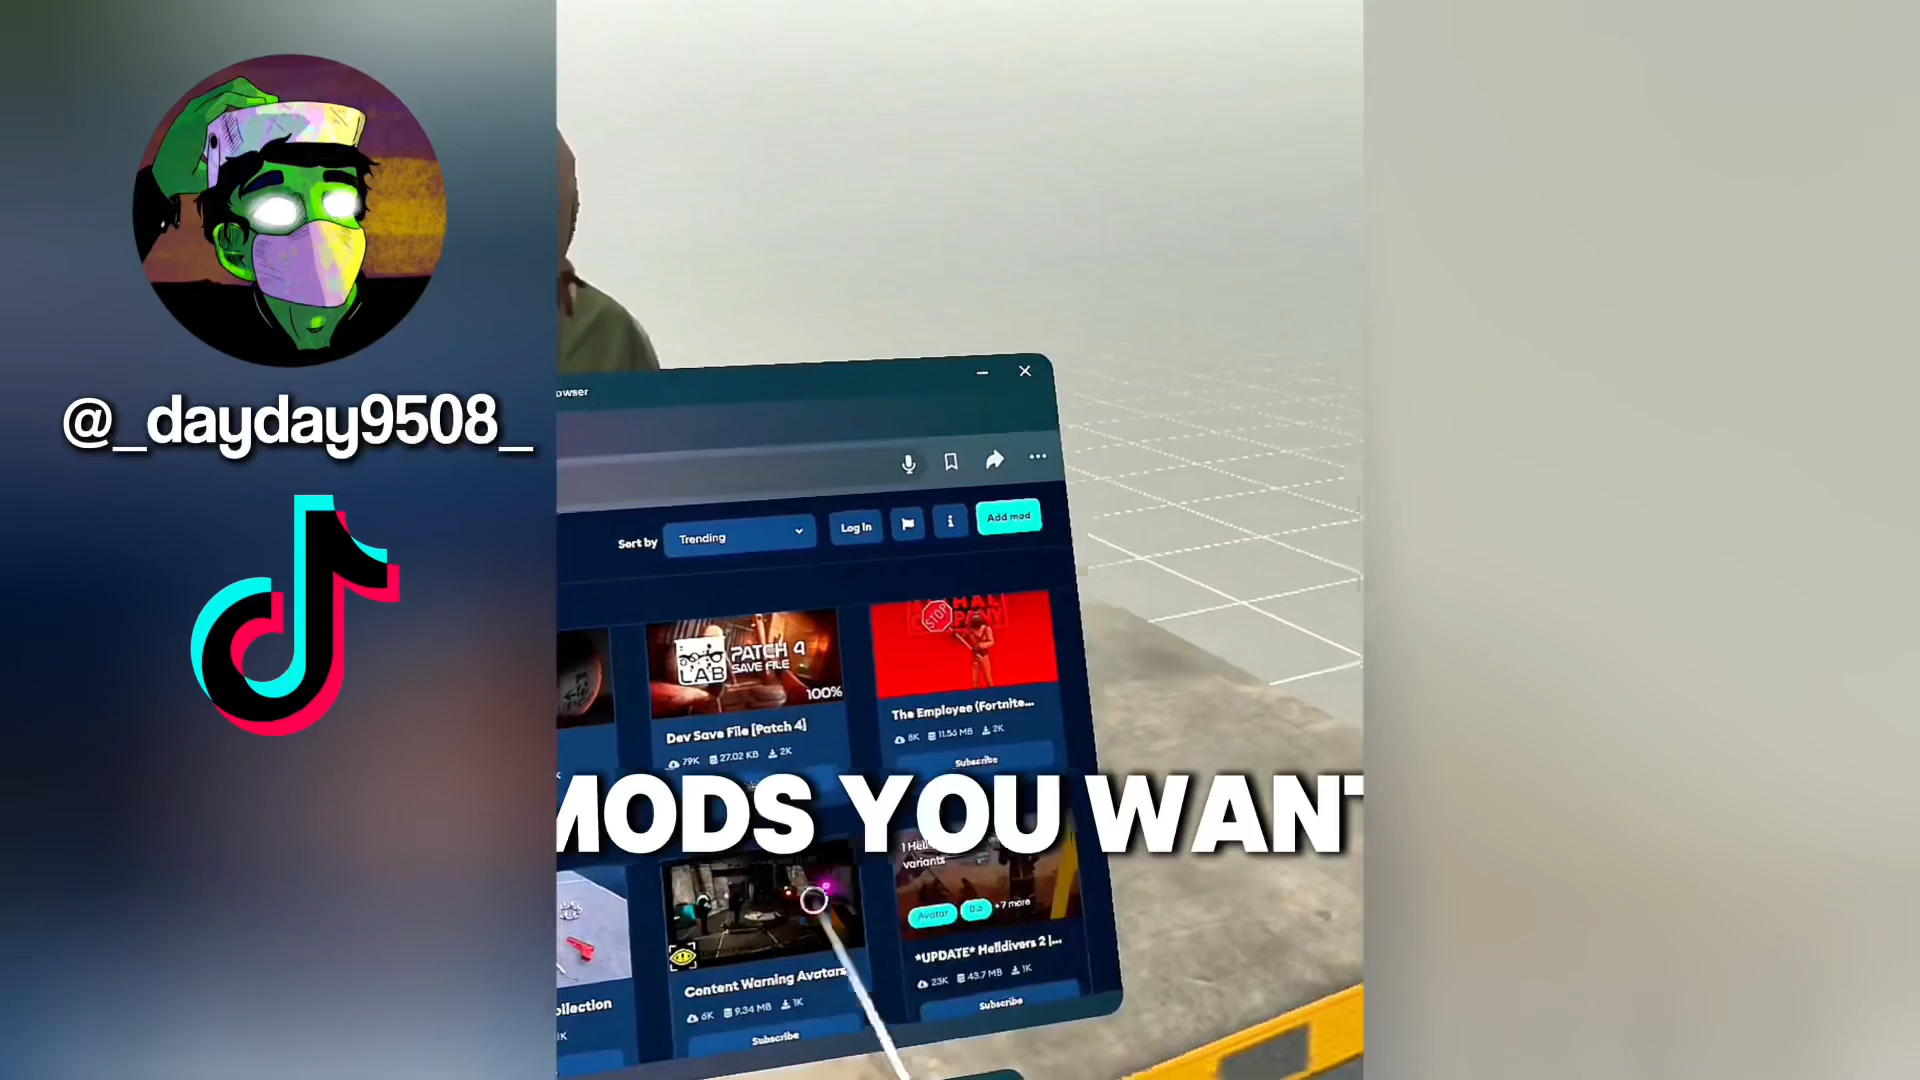 @_dayday9508_
owser
Sort by
Trending
Log In
Add mod
LAB
PATCH 4
SAVE FILE
100%
STOP
Dev Save File [Patch 4]
79K 27.02 KB 2K
The Employee (Fortnite...
8K 11.56 MB 2K
Subscribe
MODS YOU WANT
variants
Avatar
+7 more
Content Warning Avatars
6K 9.34 MB 1K
Subscribe
*UPDATE* Helldivers 2 |...
23K 43.7 MB 1K
Subscribe
ollection